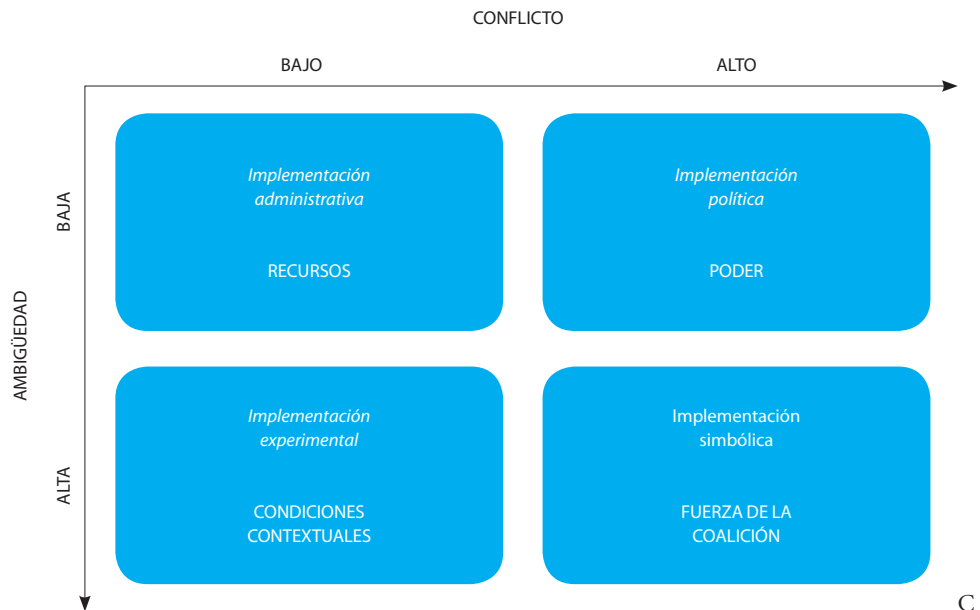 CONFLICTO
BAJO
ALTO
AMBIGÜEDAD
BAJA
Implementación
administrativa
RECURSOS
Implementación
política
PODER
ALTA
Implementación
experimental
CONDICIONES
CONTEXTUALES
Implementación
simbólica
FUERZA DE LA
COALICIÓN
C